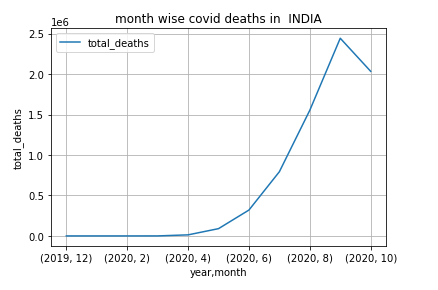 month wise covid deaths in  INDIA
1e6
total_deaths
2.5
2.0
1.5
1.0
0.5
0.0
total_deaths
(2019, 12)
(2020, 2)
(2020, 4)
(2020, 6)
(2020, 8)
(2020, 10)
year,month